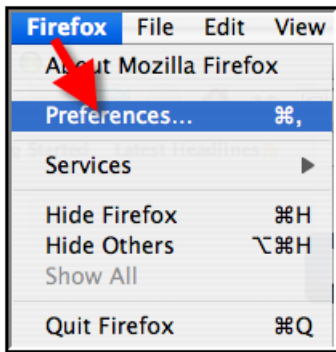 Firefox File Edit View
About Mozilla Firefox
Preferences... ⌘,
Services ▶
Hide Firefox ⌘H
Hide Others ⌥⌘H
Show All
Quit Firefox ⌘Q